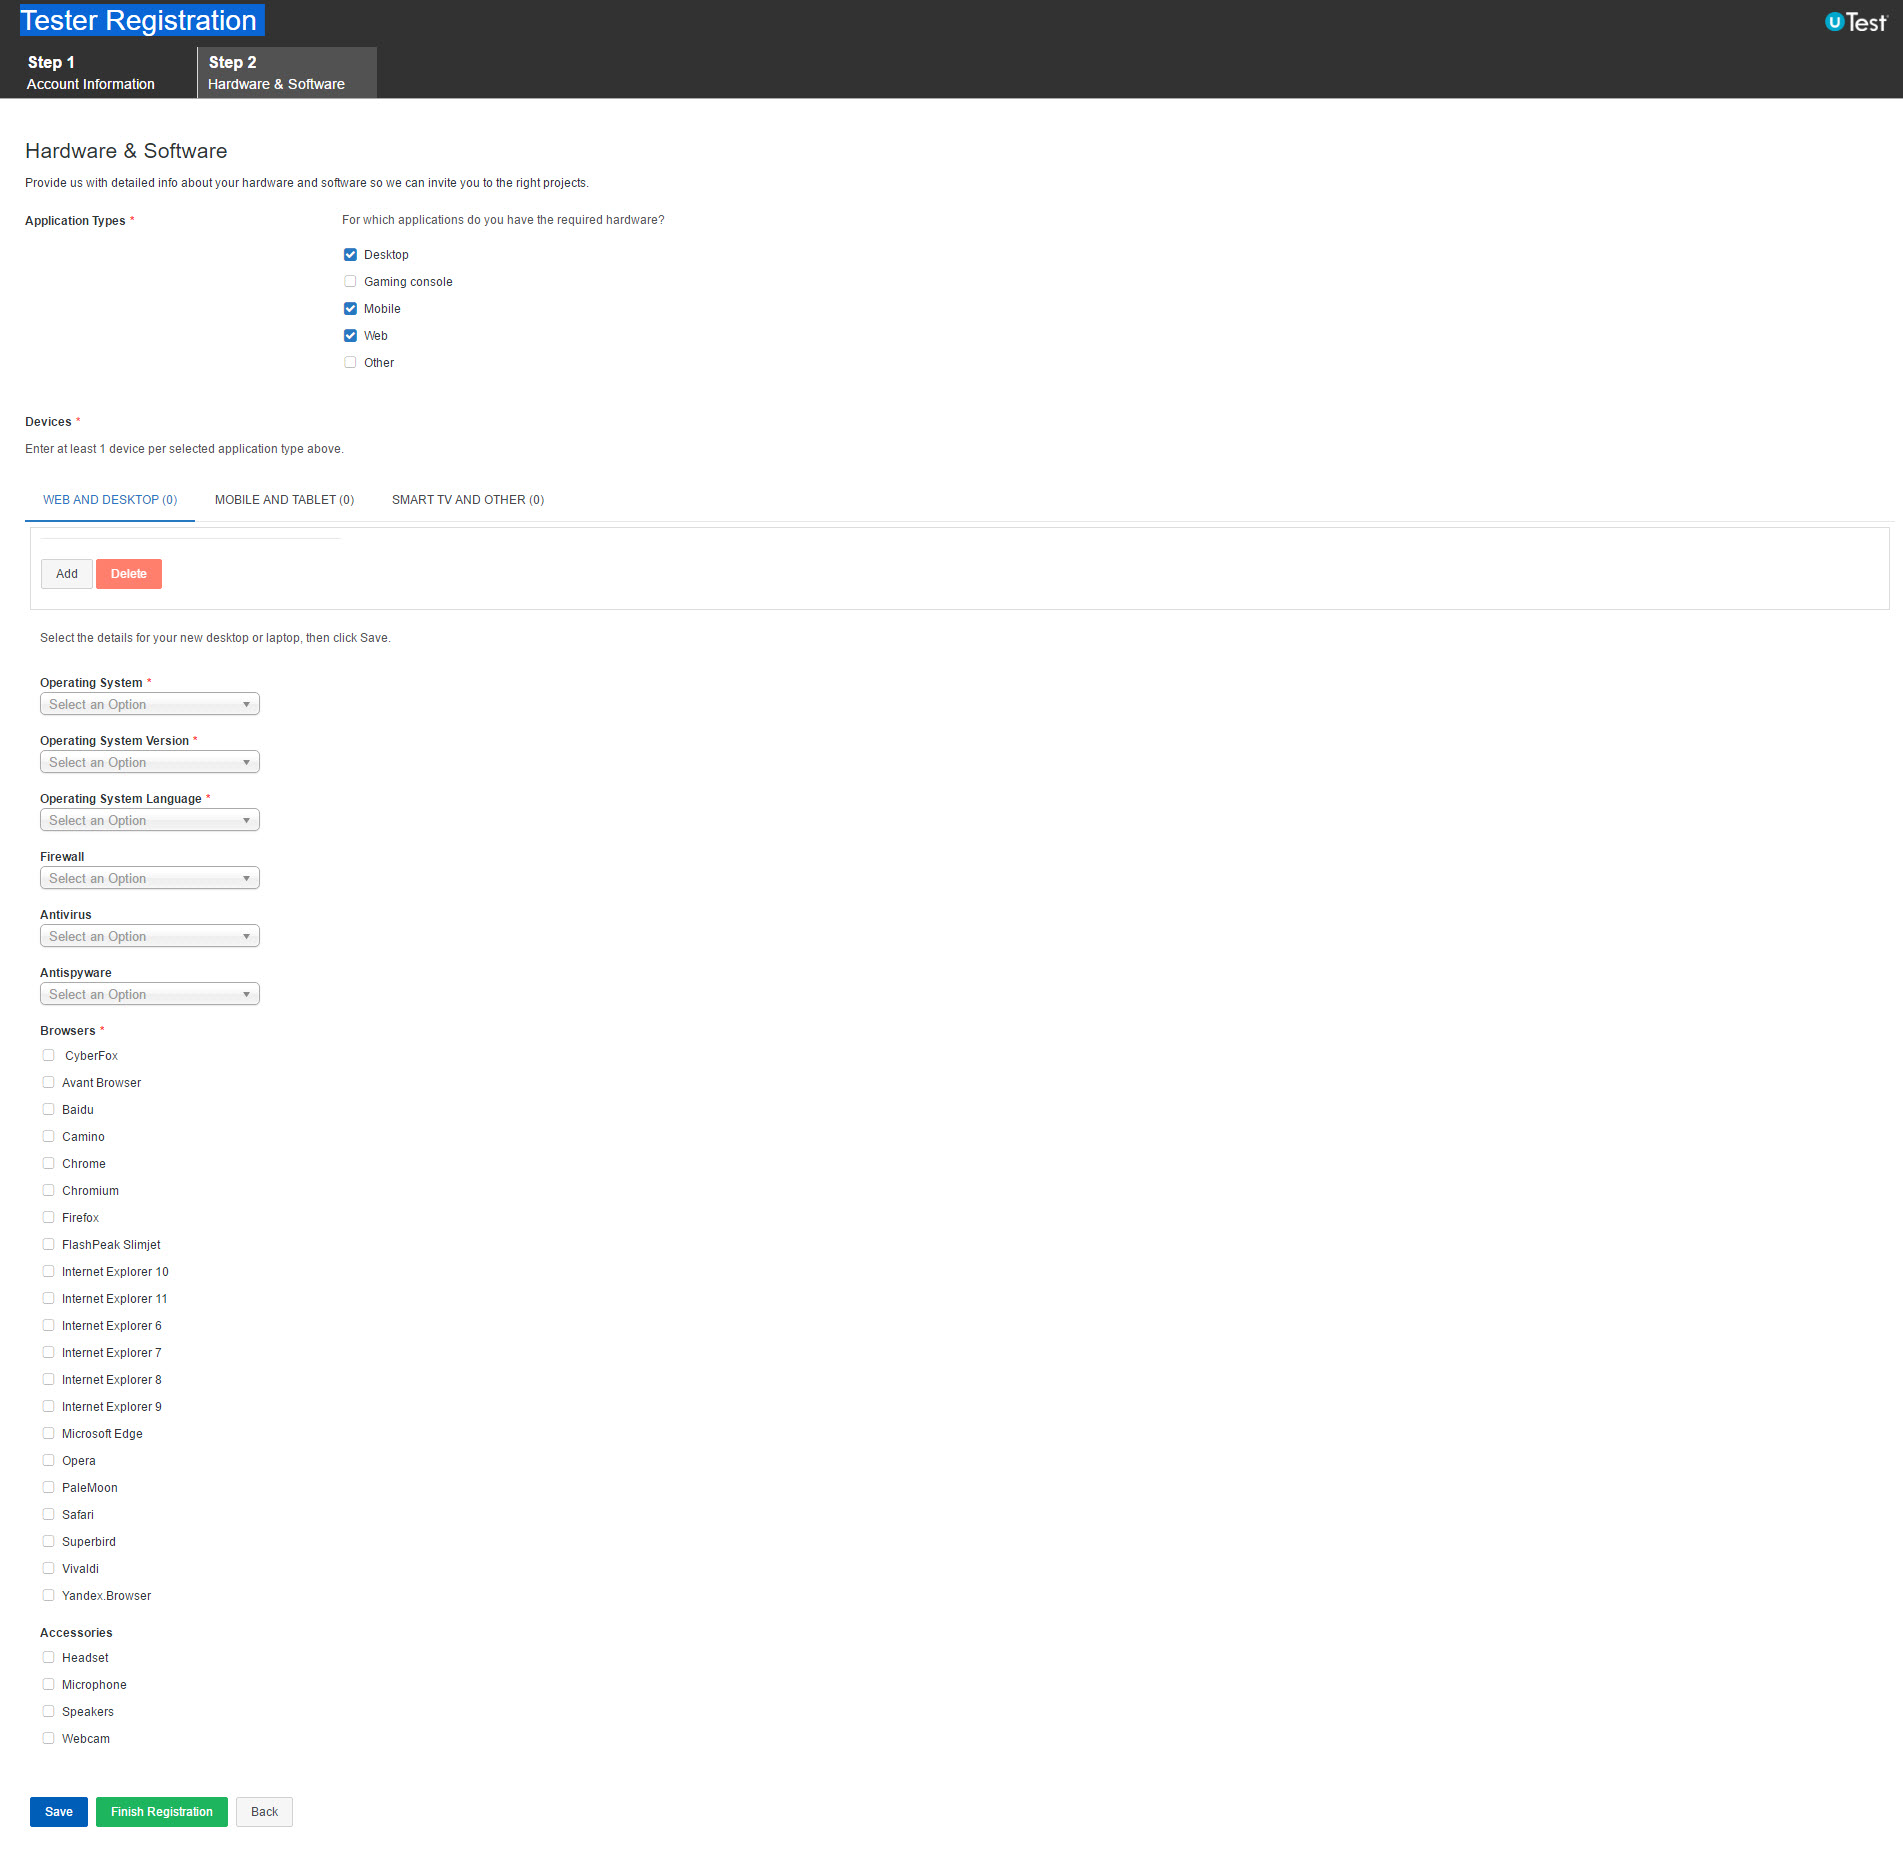 Tester Registration
uTest
Step 1
Account Information
Step 2
Hardware & Software
Hardware & Software
Provide us with detailed info about your hardware and software so we can invite you to the right projects.
Application Types *
For which applications do you have the required hardware?
Desktop
Gaming console
Mobile
Web
Other
Devices *
Enter at least 1 device per selected application type above.
WEB AND DESKTOP (0) MOBILE AND TABLET (0) SMART TV AND OTHER (0)
Add Delete
Select the details for your new desktop or laptop, then click Save.
Operating System *
Select an Option
Operating System Version *
Select an Option
Operating System Language *
Select an Option
Firewall
Select an Option
Antivirus
Select an Option
Antispyware
Select an Option
Browsers *
CyberFox
Avant Browser
Baidu
Camino
Chrome
Chromium
Firefox
FlashPeak Slimjet
Internet Explorer 10
Internet Explorer 11
Internet Explorer 6
Internet Explorer 7
Internet Explorer 8
Internet Explorer 9
Microsoft Edge
Opera
PaleMoon
Safari
Superbird
Vivaldi
Yandex.Browser
Accessories
Headset
Microphone
Speakers
Webcam
Save Finish Registration Back